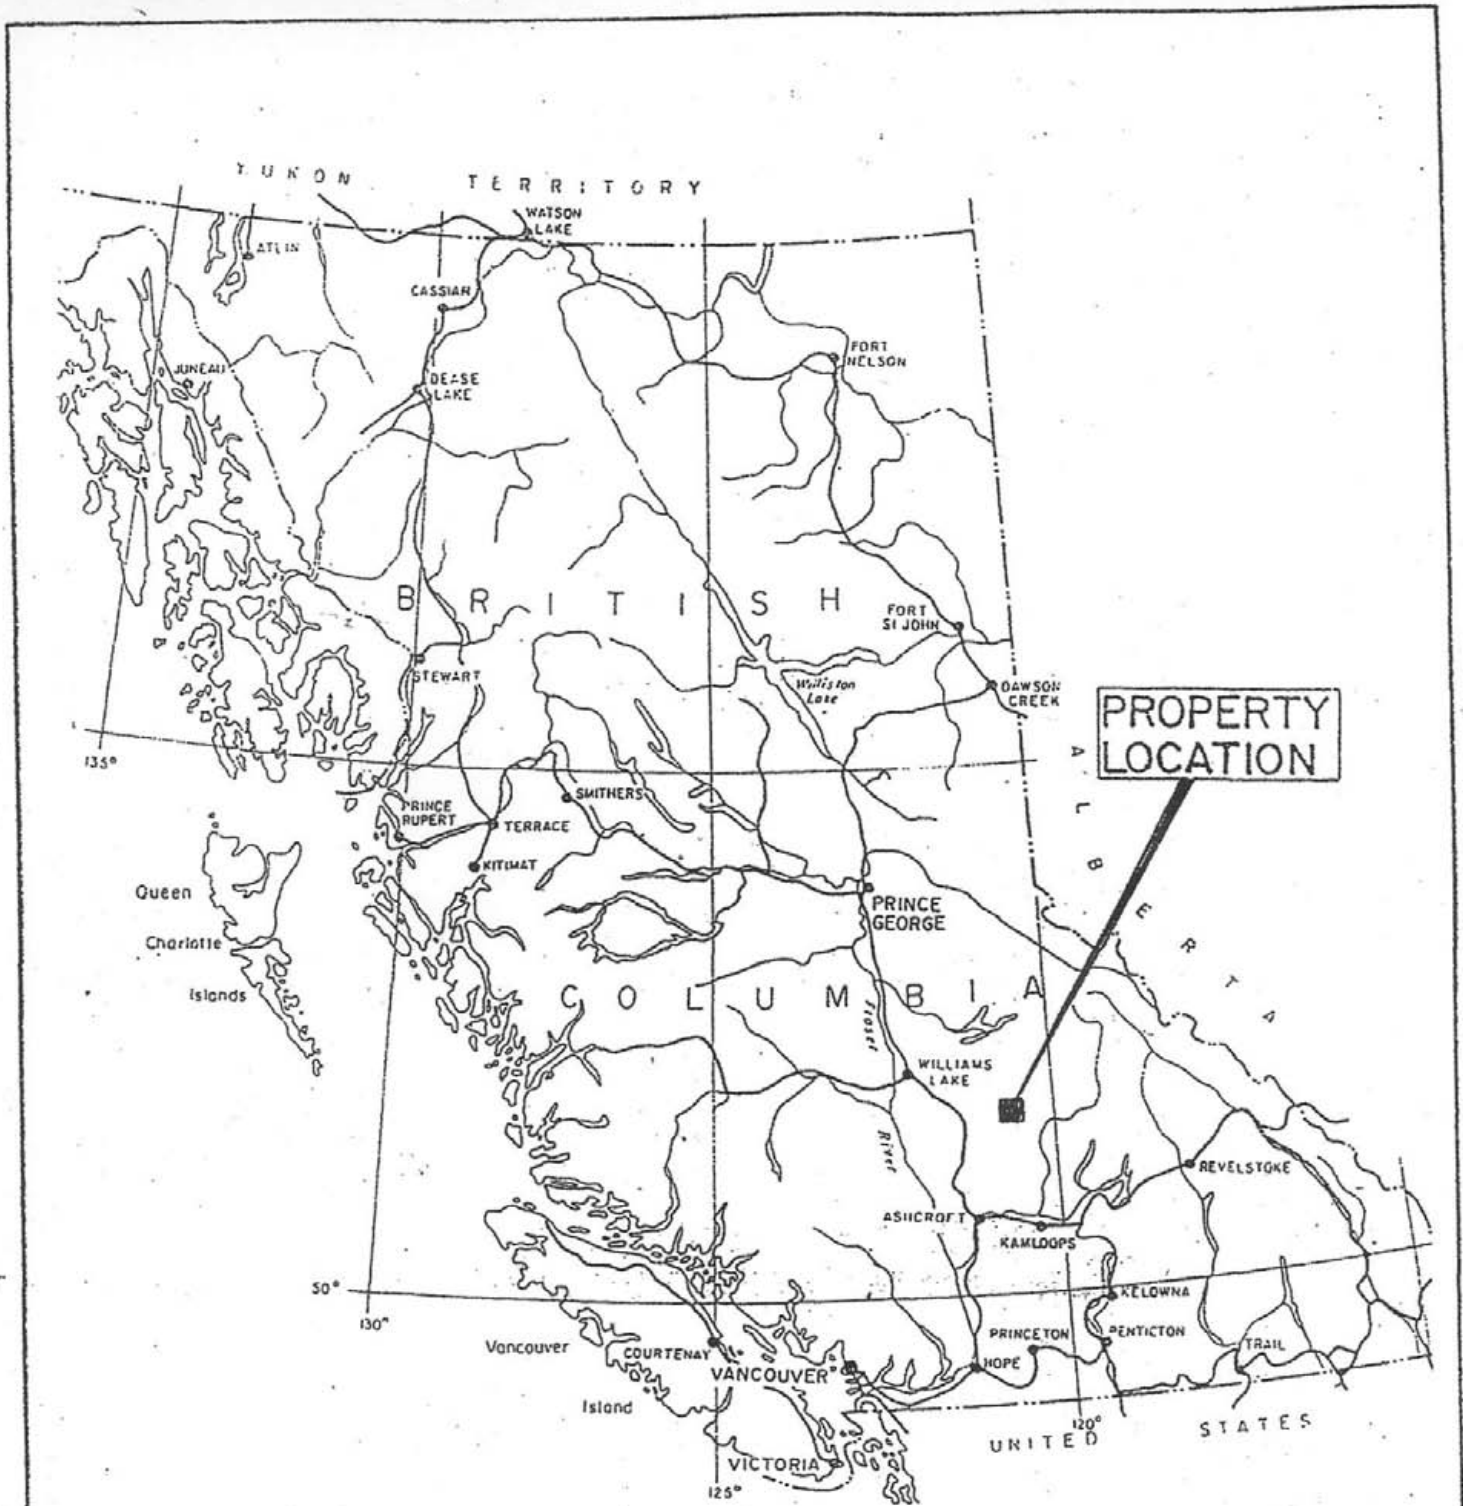 YUKON TERRITORY
WATSON
LAKE
ATLIN
CASSIAR
JUNEAU
DEASE
LAKE
FORT
NELSON
BRITISH
FORT
ST JOHN
STEWART
Williston
Lake
DAWSON
CREEK
PROPERTY
LOCATION
ALBERTA
135°
PRINCE
RUPERT
SMITHERS
TERRACE
KITIMAT
Queen
Charlotte
Islands
PRINCE
GEORGE
COLUMBIA
Fraser
River
WILLIAMS
LAKE
REVELSTOKE
ASHCROFT
KAMLOOPS
50°
130°
KELOWNA
Vancouver
Island
COURTENAY
VANCOUVER
PRINCETON
PENTICTON
HOPE
TRAIL
120°
UNITED STATES
VICTORIA
125°